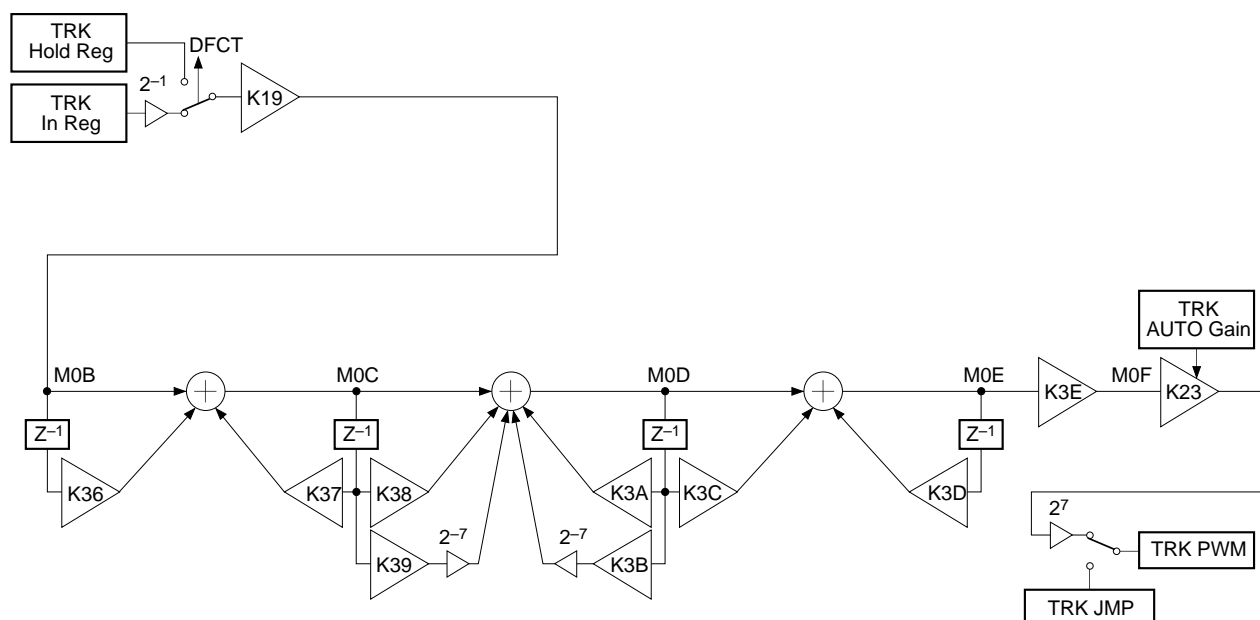 TRK
Hold Reg
DFCT
2–1
TRK
In Reg
K19
TRK
AUTO Gain
M0B
M0C
M0D
M0E
K3E
M0F
K23
Z–1
Z–1
Z–1
Z–1
K36
K37
K38
K3A
K3C
K3D
K39
2–7
2–7
K3B
27
TRK PWM
TRK JMP